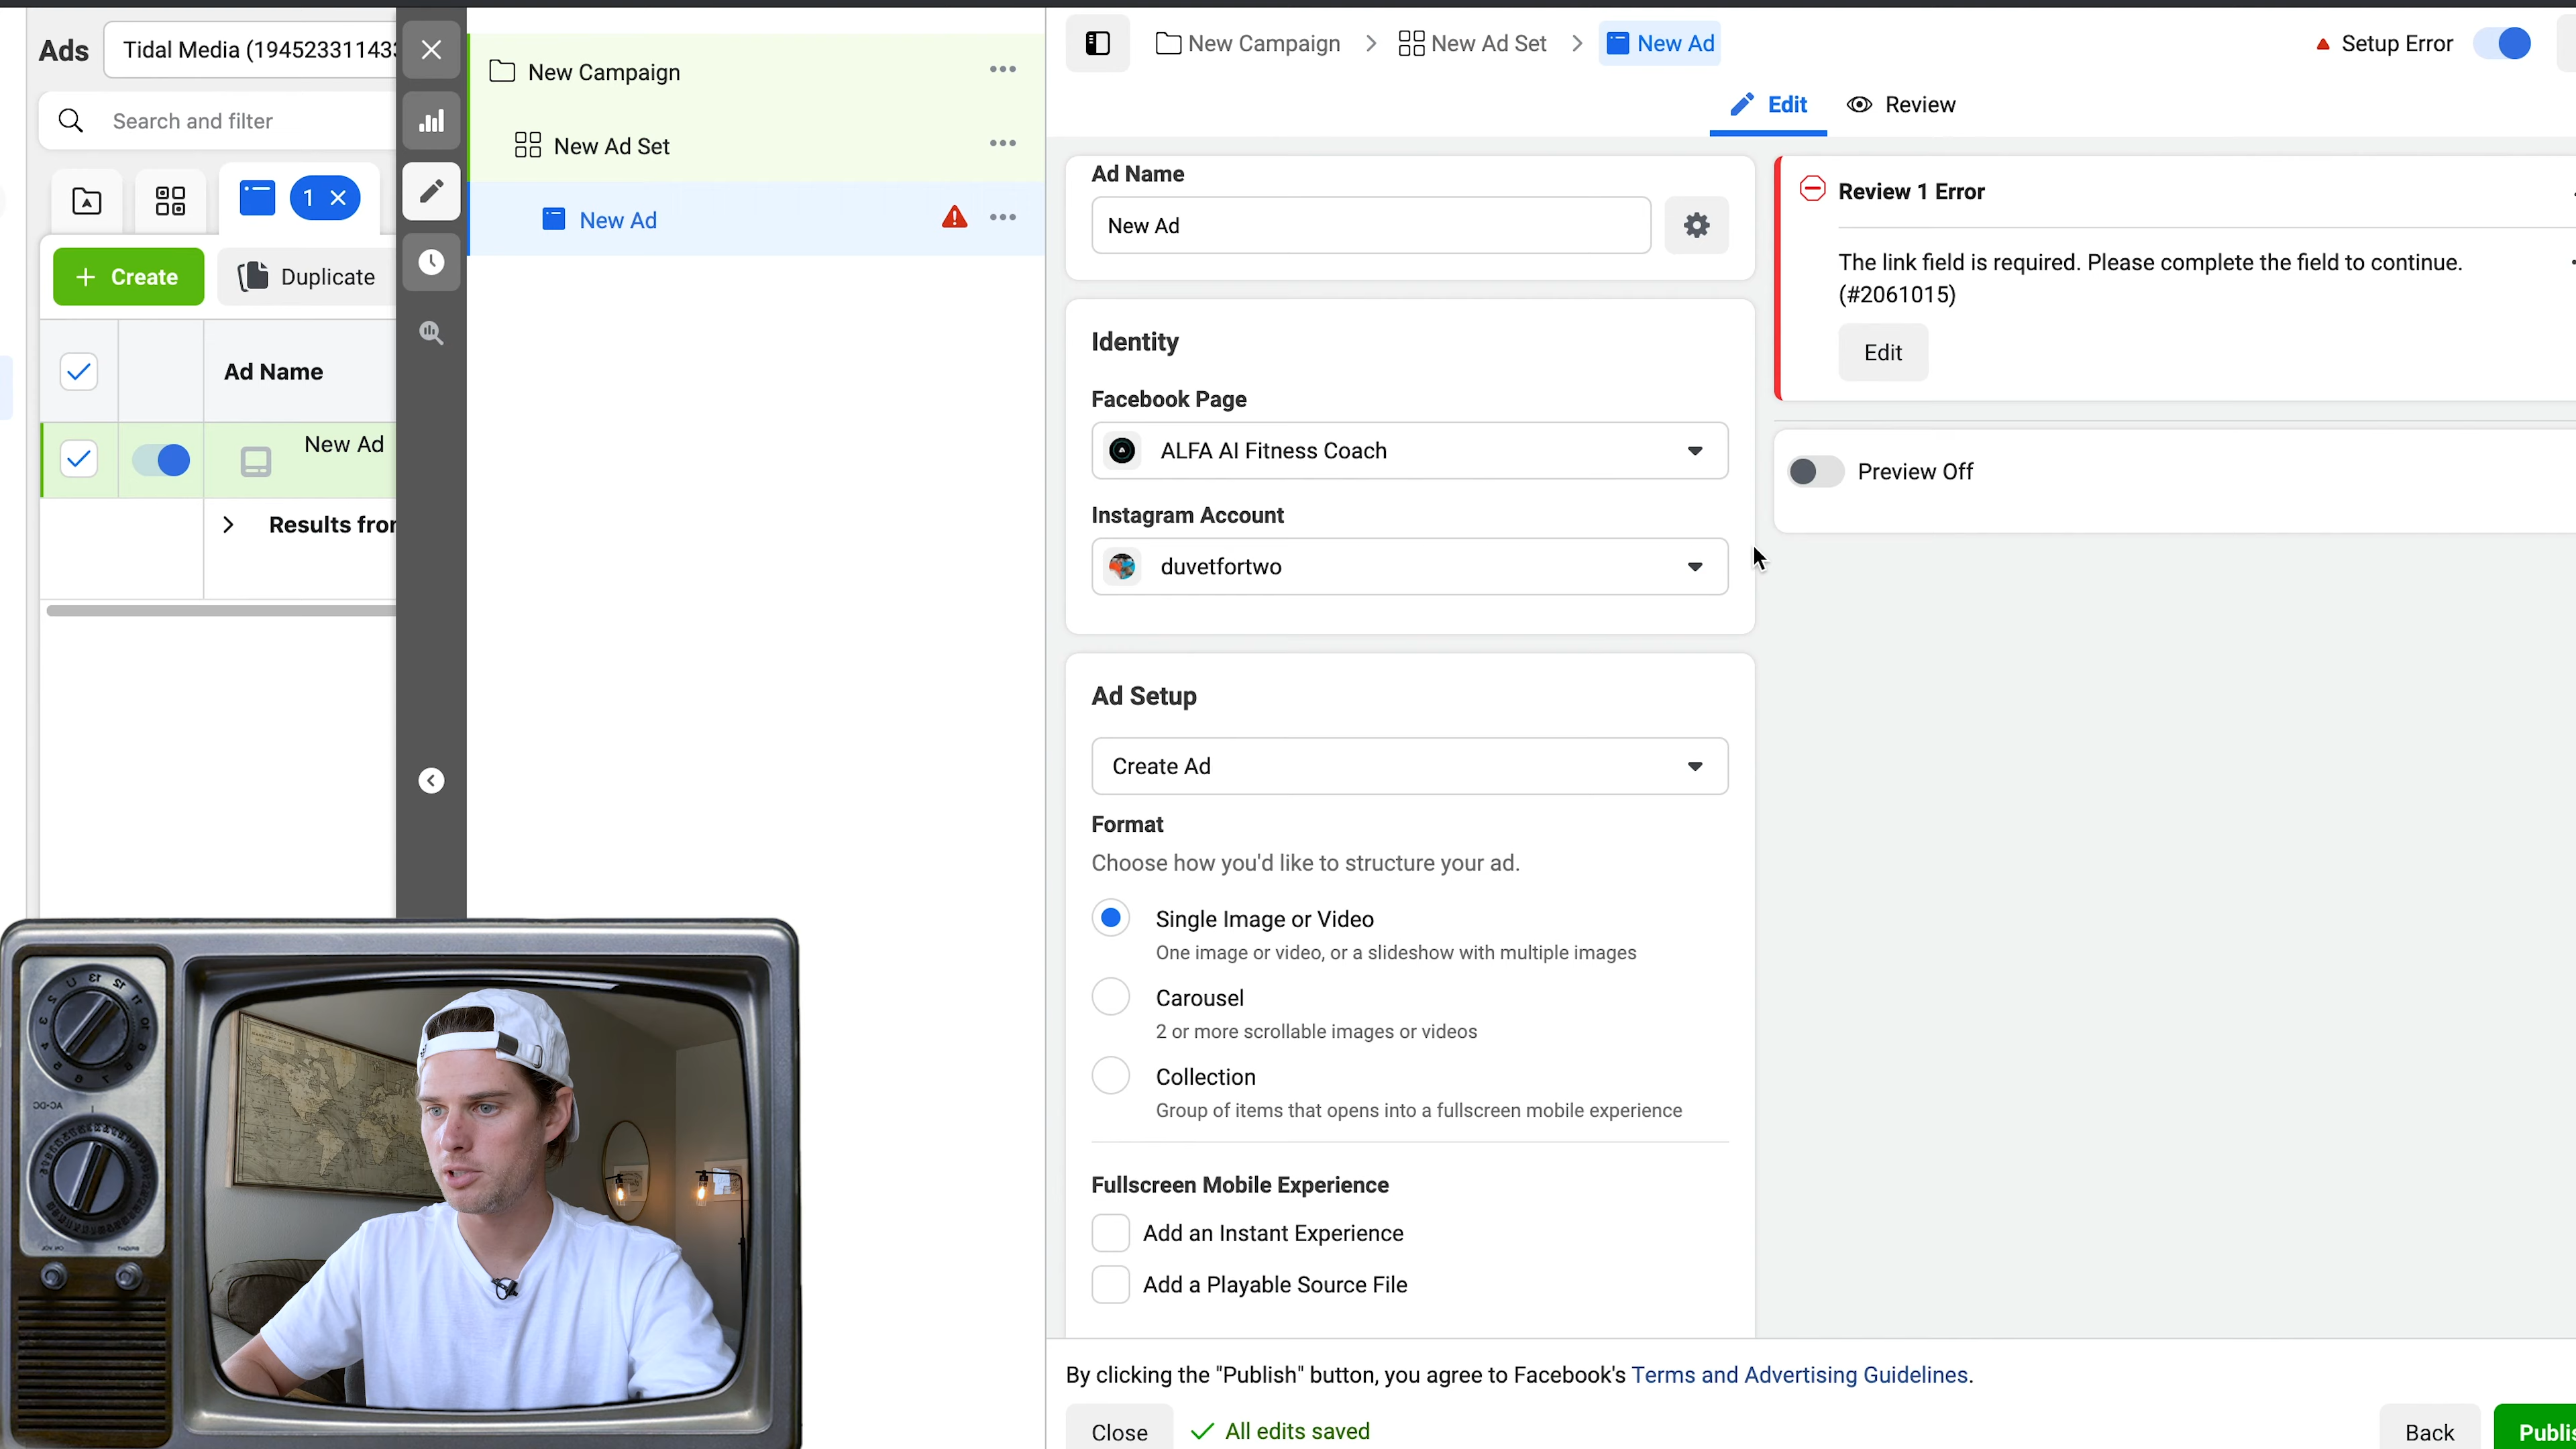 Ads
Tidal Media (19452331143
Search and filter
1
Create
Duplicate
Ad Name
New Ad
Results from
New Campaign
New Ad Set
New Ad
New Campaign
New Ad Set
New Ad
Setup Error
Edit
Review
Ad Name
New Ad
Identity
Facebook Page
ALFA AI Fitness Coach
Instagram Account
duvetfortwo
Ad Setup
Create Ad
Format
Choose how you'd like to structure your ad.
Single Image or Video
One image or video, or a slideshow with multiple images
Carousel
2 or more scrollable images or videos
Collection
Group of items that opens into a fullscreen mobile experience
Fullscreen Mobile Experience
Add an Instant Experience
Add a Playable Source File
Review 1 Error
The link field is required. Please complete the field to continue.
(#2061015)
Edit
Preview Off
By clicking the "Publish" button, you agree to Facebook's Terms and Advertising Guidelines.
Close
All edits saved
Back
Publis